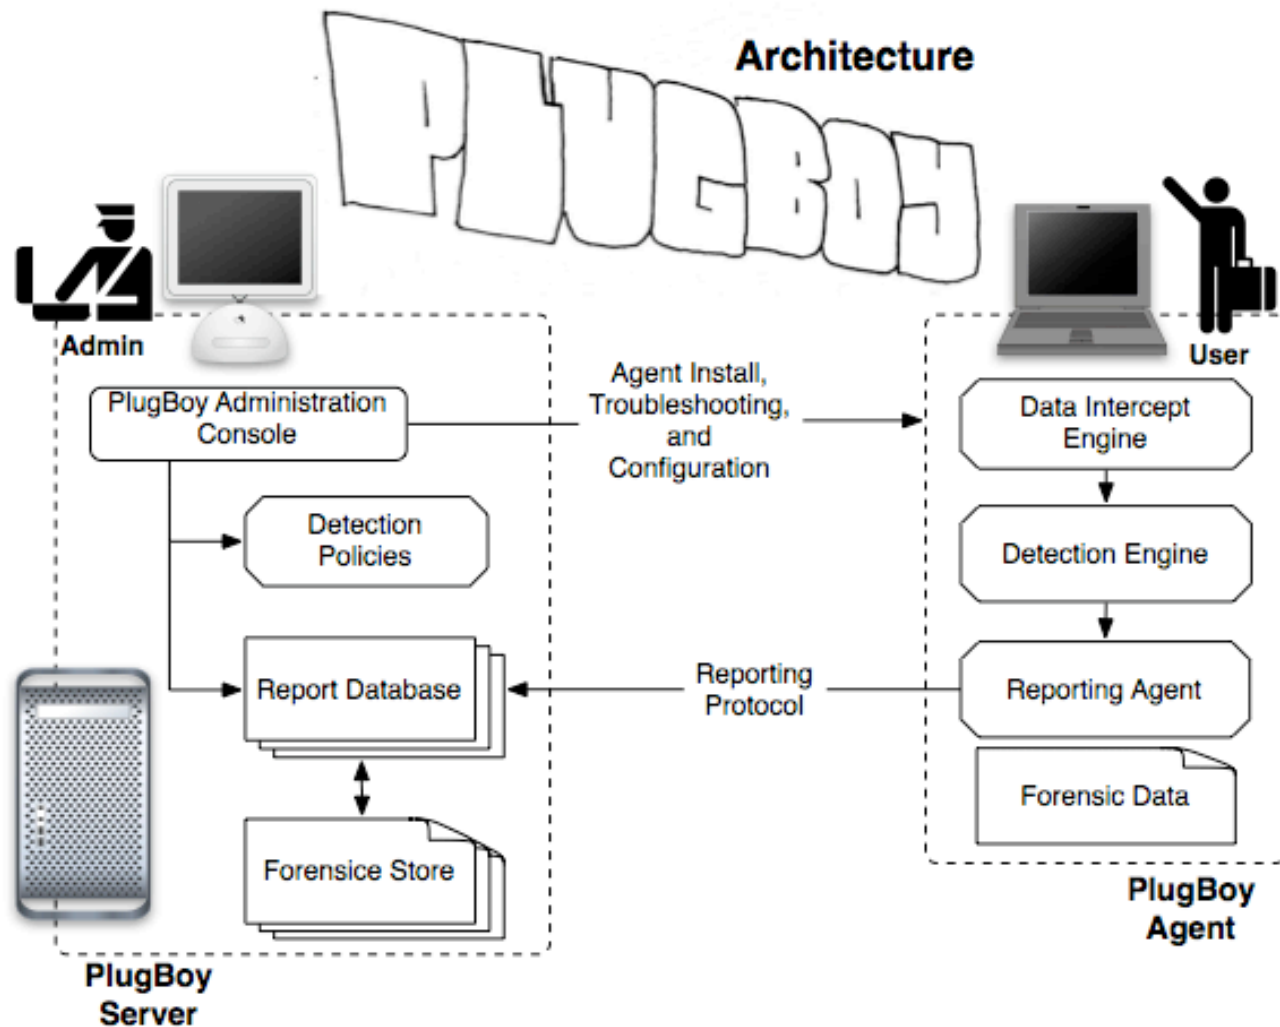 Architecture
PLUGBOY
Admin
User
PlugBoy Administration
Console
Agent Install,
Troubleshooting,
and
Configuration
Data Intercept
Engine
Detection
Policies
Detection Engine
Report Database
Reporting
Protocol
Reporting Agent
Forensic Data
Forensice Store
PlugBoy
Agent
PlugBoy
Server